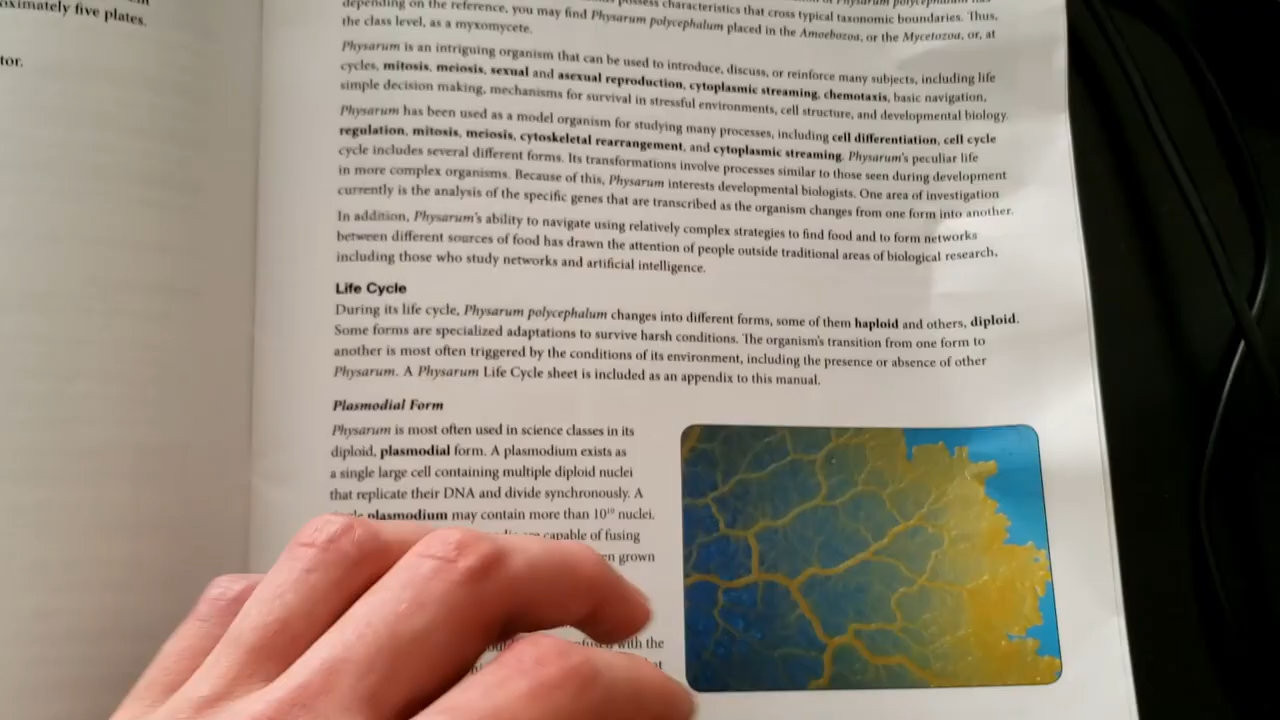 oximately five plates.
tor.
possess characteristics that cross typical taxonomic boundaries. Thus,
depending on the reference, you may find Physarum polycephalum placed in the Amoebozoa, or the Mycetozoa, or, at
the class level, as a myxomycete.
Physarum is an intriguing organism that can be used to introduce, discuss, or reinforce many subjects, including life
cycles, mitosis, meiosis, sexual and asexual reproduction, cytoplasmic streaming, chemotaxis, basic navigation,
simple decision making, mechanisms for survival in stressful environments, cell structure, and developmental biology.
Physarum has been used as a model organism for studying many processes, including cell differentiation, cell cycle
regulation, mitosis, meiosis, cytoskeletal rearrangement, and cytoplasmic streaming. Physarum's peculiar life
cycle includes several different forms. Its transformations involve processes similar to those seen during development
in more complex organisms. Because of this, Physarum interests developmental biologists. One area of investigation
currently is the analysis of the specific genes that are transcribed as the organism changes from one form into another.
In addition, Physarum's ability to navigate using relatively complex strategies to find food and to form networks
between different sources of food has drawn the attention of people outside traditional areas of biological research,
including those who study networks and artificial intelligence.
Life Cycle
During its life cycle, Physarum polycephalum changes into different forms, some of them haploid and others, diploid.
Some forms are specialized adaptations to survive harsh conditions. The organism's transition from one form to
another is most often triggered by the conditions of its environment, including the presence or absence of other
Physarum. A Physarum Life Cycle sheet is included as an appendix to this manual.
Plasmodial Form
Physarum is most often used in science classes in its
diploid, plasmodial form. A plasmodium exists as
a single large cell containing multiple diploid nuclei
that replicate their DNA and divide synchronously. A
plasmodium may contain more than 10¹⁰ nuclei.
capable of fusing
en grown
with the